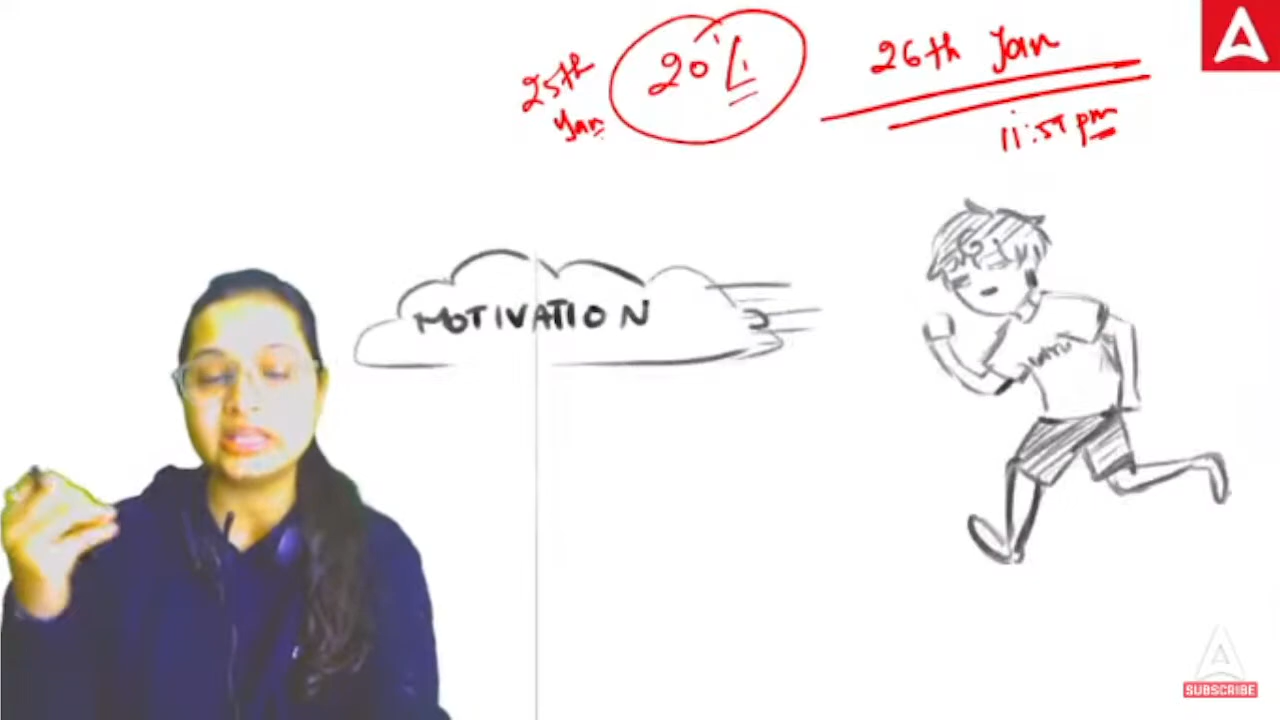 25th
Jan
20%
26th Jan
11:59 pm
MOTIVATION
SUBSCRIBE